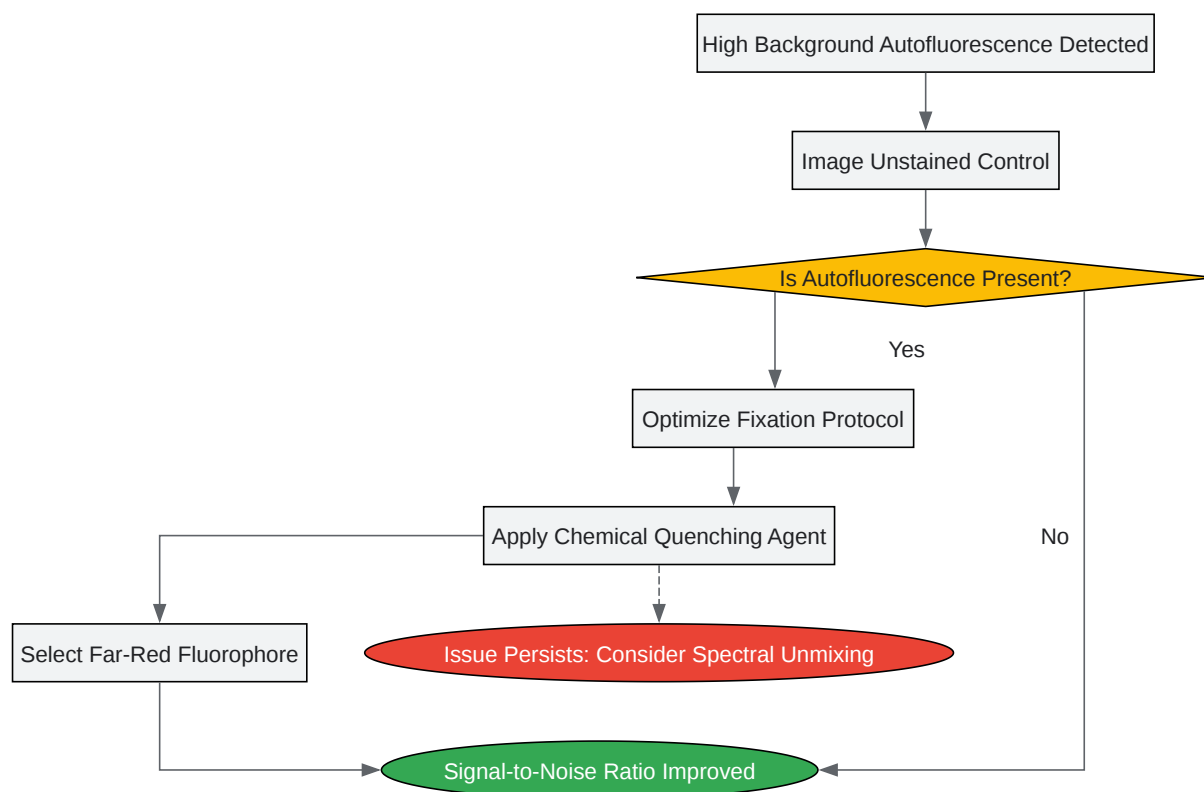 High Background Autofluorescence Detected
Image Unstained Control
Is Autofluorescence Present?
Yes
Optimize Fixation Protocol
Apply Chemical Quenching Agent
No
Select Far-Red Fluorophore
Issue Persists: Consider Spectral Unmixing
Signal-to-Noise Ratio Improved